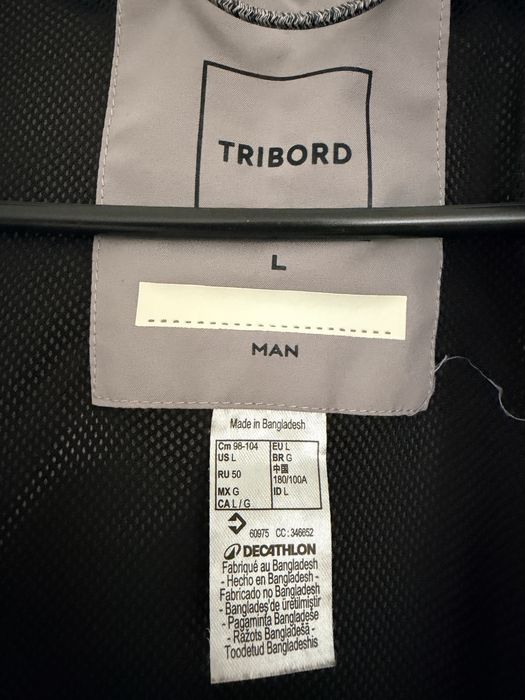 TRIBORD
L
MAN
Made in Bangladesh
Cm 98-104 EU L
US L BR G
RU 50 中国
180/100A
MX G ID L
CA L / G
60975 CC : 346652
DECATHLON
Fabriqué au Bangladesh
- Hecho en Bangladesh -
Fabricado no Bangladesh
- Bangladeş'de üretilmiştir
- Pagaminta Bangladeše
- Ražots Bangladešā -
Toodetud Bangladeshis